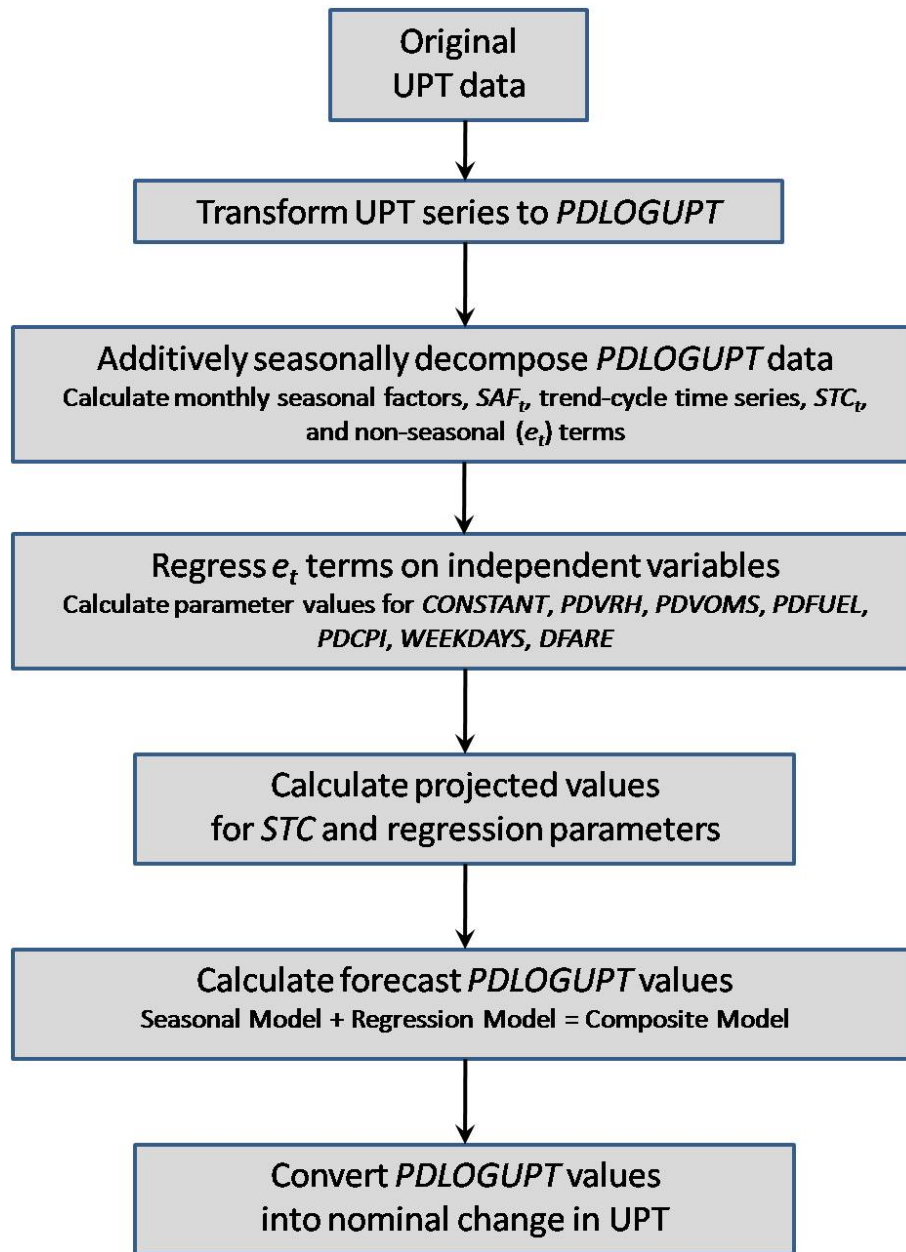 Original
UPT data
Transform UPT series to PDLOGUPT
Additively seasonally decompose PDLOGUPT data
Calculate monthly seasonal factors, SAFₜ, trend-cycle time series, STCₜ,
and non-seasonal (eₜ) terms
Regress eₜ terms on independent variables
Calculate parameter values for CONSTANT, PDVRH, PDVOMS, PDFUEL,
PDCPI, WEEKDAYS, DFARE
Calculate projected values
for STC and regression parameters
Calculate forecast PDLOGUPT values
Seasonal Model + Regression Model = Composite Model
Convert PDLOGUPT values
into nominal change in UPT